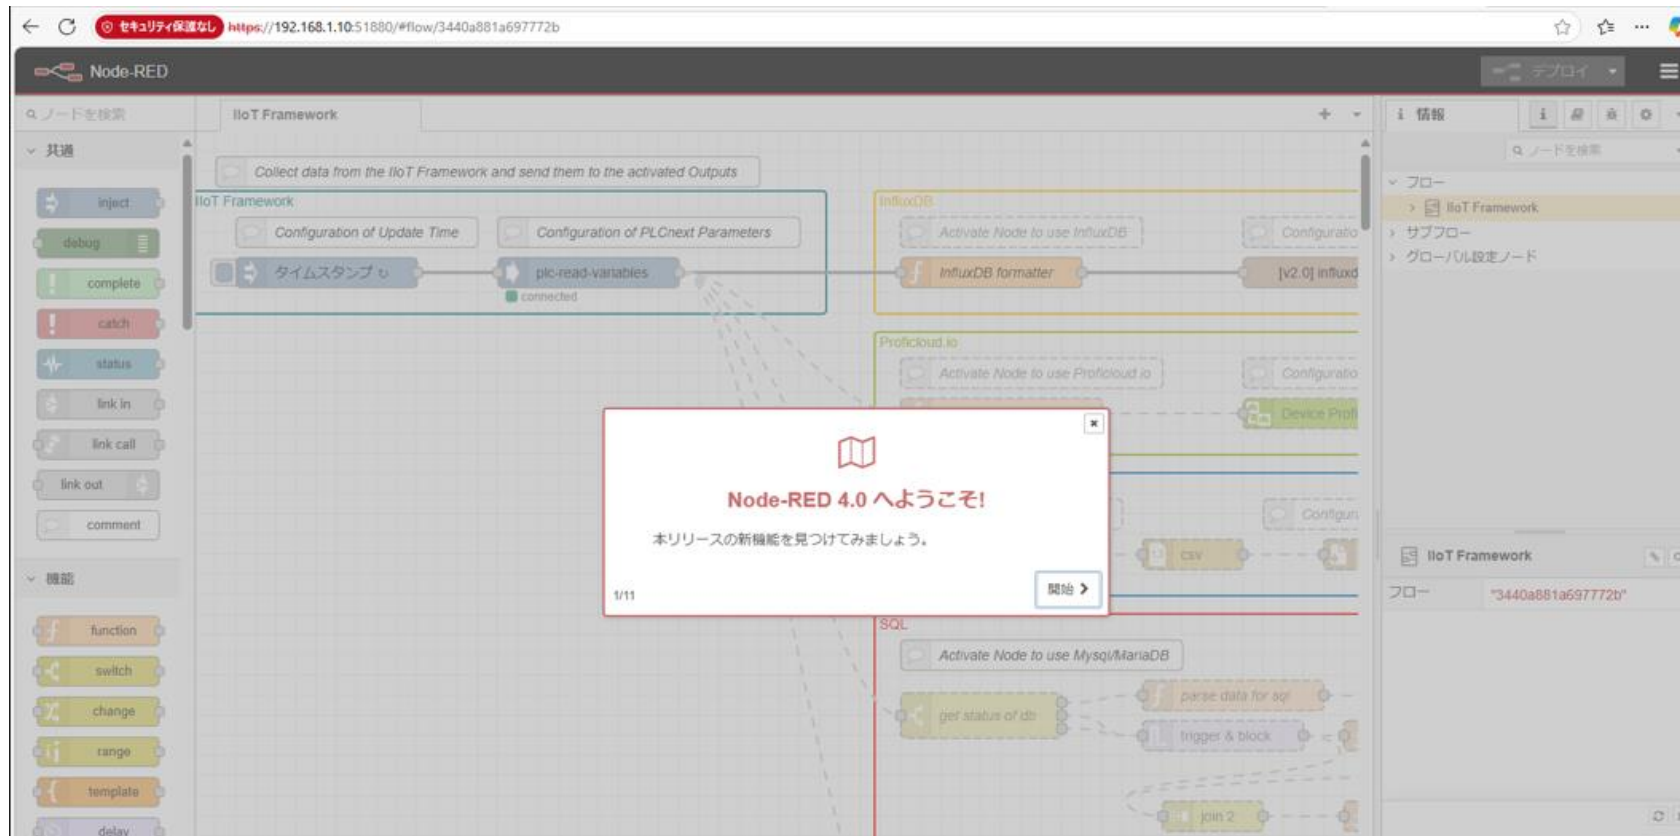 セキュリティ保護なし https://192.168.1.10:51880/#flow/3440a881a697772b
Node-RED
デプロイ
ノードを検索
IIoT Framework
情報
共通
Collect data from the IIoT Framework and send them to the activated Outputs
ノードを検索
フロー
IIoT Framework
サブフロー
グローバル設定ノード
inject
debug
complete
catch
status
link in
link call
link out
comment
機能
function
switch
change
range
template
delay
IIoT Framework
Configuration of Update Time
Configuration of PLCnext Parameters
タイムスタンプ ↻
plc-read-variables
connected
InfluxDB
Activate Node to use InfluxDB
Configuratio
InfluxDB formatter
[v2.0] influxd
Proficloud.io
Activate Node to use Proficloud.io
Configuratio
Device Profi
Node-RED 4.0 へようこそ!
本リリースの新機能を見つけてみましょう。
1/11
開始
Configur
csv
SQL
Activate Node to use Mysql/MariaDB
get status of db
parse data for sql
trigger & block
join 2
IIoT Framework
フロー
"3440a881a697772b"